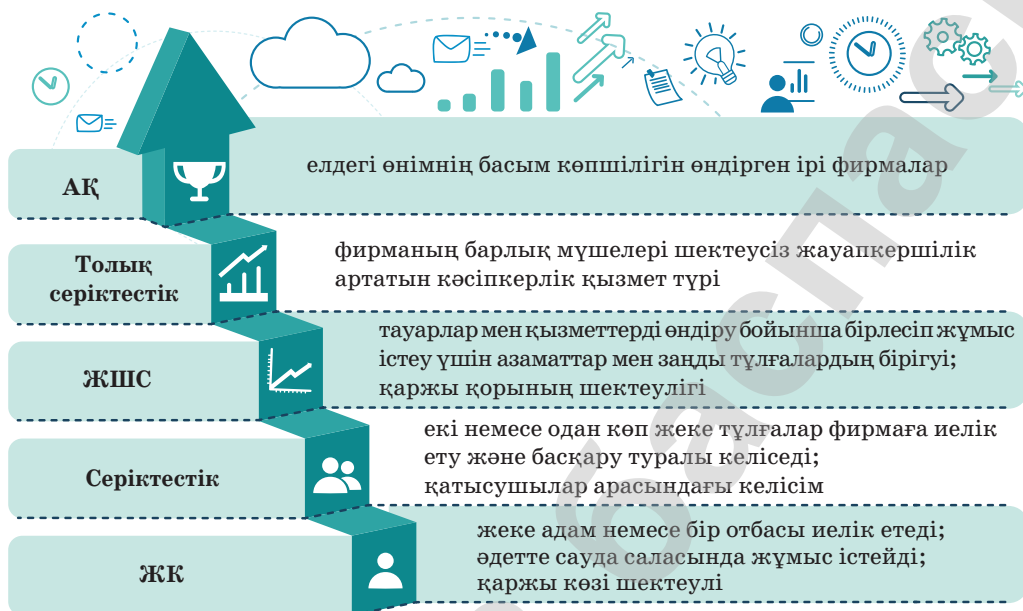 АҚ
елдегі өнімнің басым көпшілігін өндірген ірі фирмалар
Толық
серіктестік
фирманың барлық мүшелері шектеусіз жауапкершілік
артатын кәсіпкерлік қызмет түрі
ЖШС
тауарлар мен қызметтерді өндіру бойынша бірлесіп жұмыс
істеу үшін азаматтар мен заңды тұлғалардың бірігуі;
қаржы қорының шектеулігі
Серіктестік
екі немесе одан көп жеке тұлғалар фирмаға иелік
ету және басқару туралы келіседі;
қатысушылар арасындағы келісім
ЖК
жеке адам немесе бір отбасы иелік етеді;
әдетте сауда саласында жұмыс істейді;
қаржы көзі шектеулі
баспас